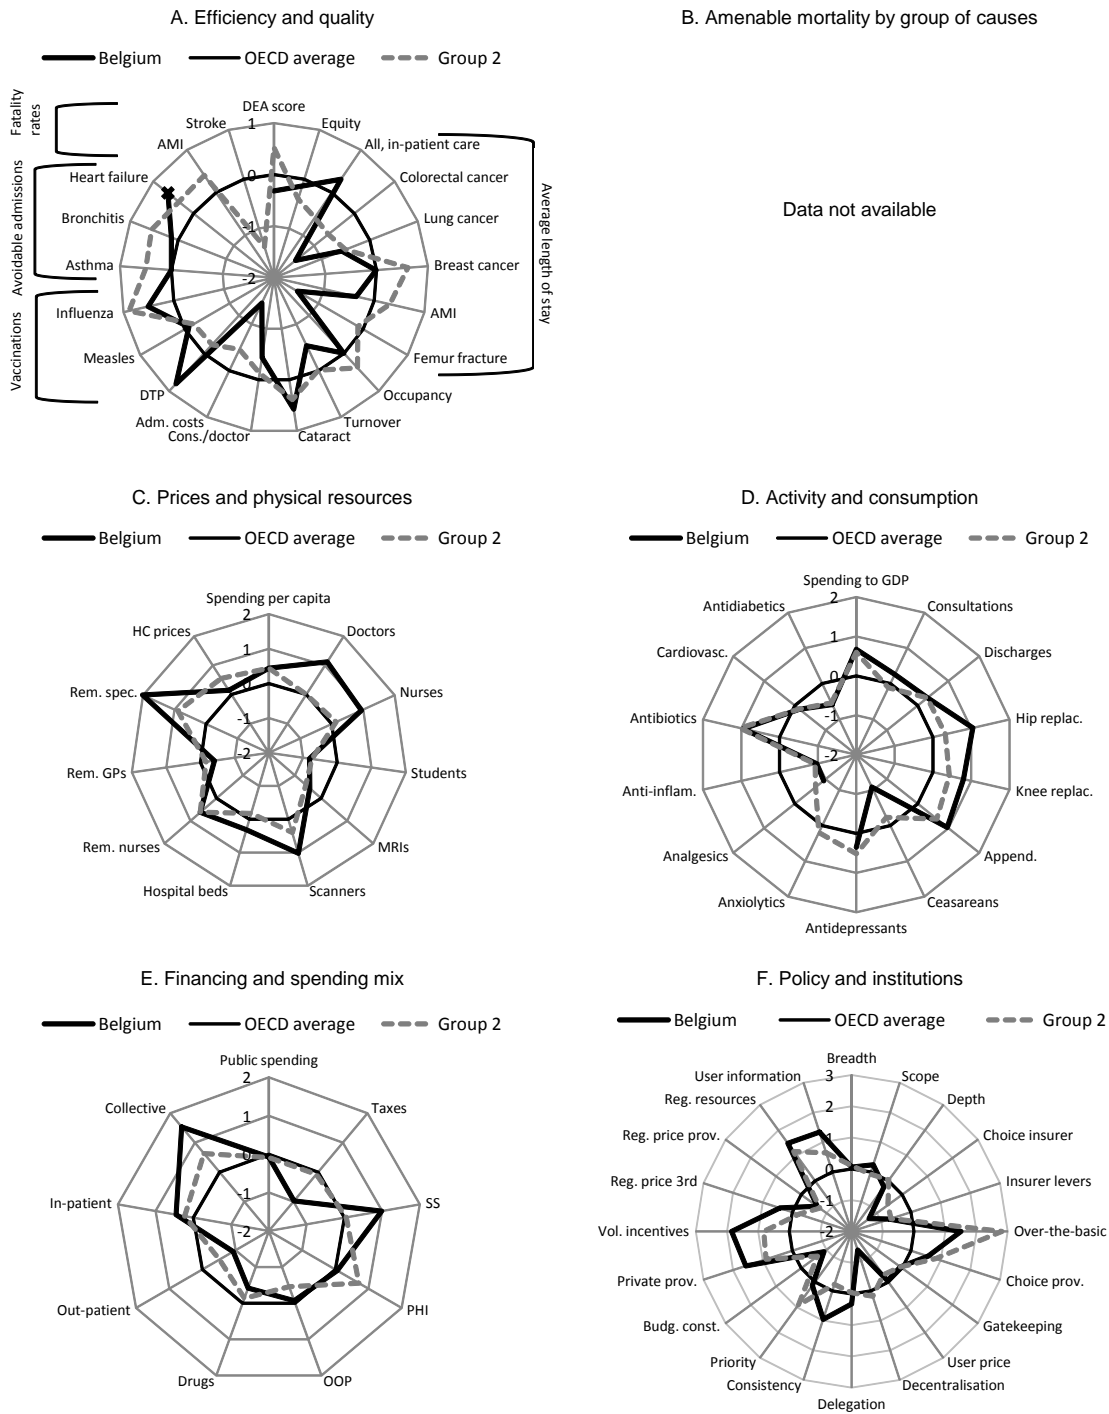 A. Efficiency and quality
Belgium OECD average Group 2
Fatality
rates
Avoidable admissions
Vaccinations
Average length of stay
DEA score
Equity
All, in-patient care
Colorectal cancer
Lung cancer
Breast cancer
AMI
Femur fracture
Occupancy
Turnover
Cataract
Cons./doctor
Adm. costs
DTP
Measles
Influenza
Asthma
Bronchitis
Heart failure
AMI
Stroke
1
0
-1
-2
B. Amenable mortality by group of causes
Data not available
C. Prices and physical resources
Belgium OECD average Group 2
Spending per capita
Doctors
Nurses
Students
MRIs
Scanners
Hospital beds
Rem. nurses
Rem. GPs
Rem. spec.
HC prices
2
1
0
-1
-2
D. Activity and consumption
Belgium OECD average Group 2
Spending to GDP
Consultations
Discharges
Hip replac.
Knee replac.
Append.
Ceasareans
Antidepressants
Anxiolytics
Analgesics
Anti-inflam.
Antibiotics
Cardiovasc.
Antidiabetics
2
1
0
-1
-2
E. Financing and spending mix
Belgium OECD average Group 2
Public spending
Taxes
SS
PHI
OOP
Drugs
Out-patient
In-patient
Collective
2
1
0
-1
-2
F. Policy and institutions
Belgium OECD average Group 2
Breadth
Scope
Depth
Choice insurer
Insurer levers
Over-the-basic
Choice prov.
Gatekeeping
User price
Decentralisation
Delegation
Consistency
Priority
Budg. const.
Private prov.
Vol. incentives
Reg. price 3rd
Reg. price prov.
Reg. resources
User information
3
2
1
0
-1
-2